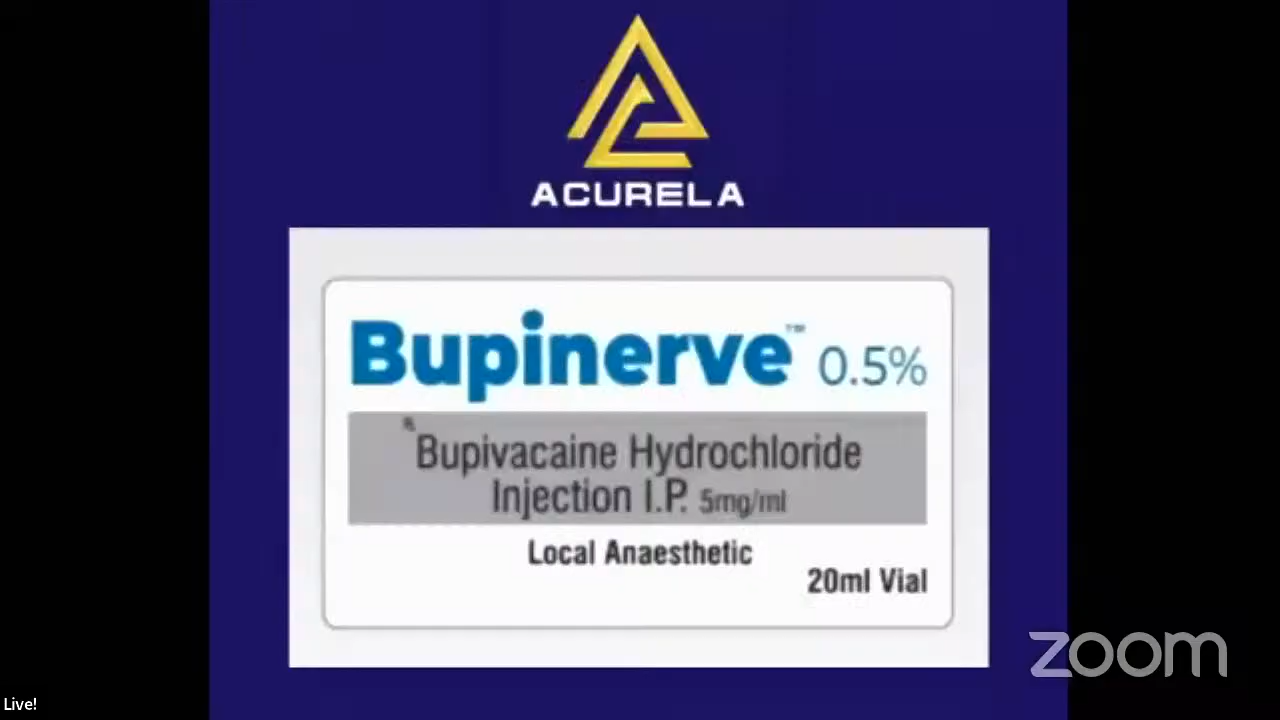 ACURELA
Bupinerve™ 0.5%
℞ Bupivacaine Hydrochloride
Injection I.P. 5mg/ml
Local Anaesthetic
20ml Vial
zoom
Live!